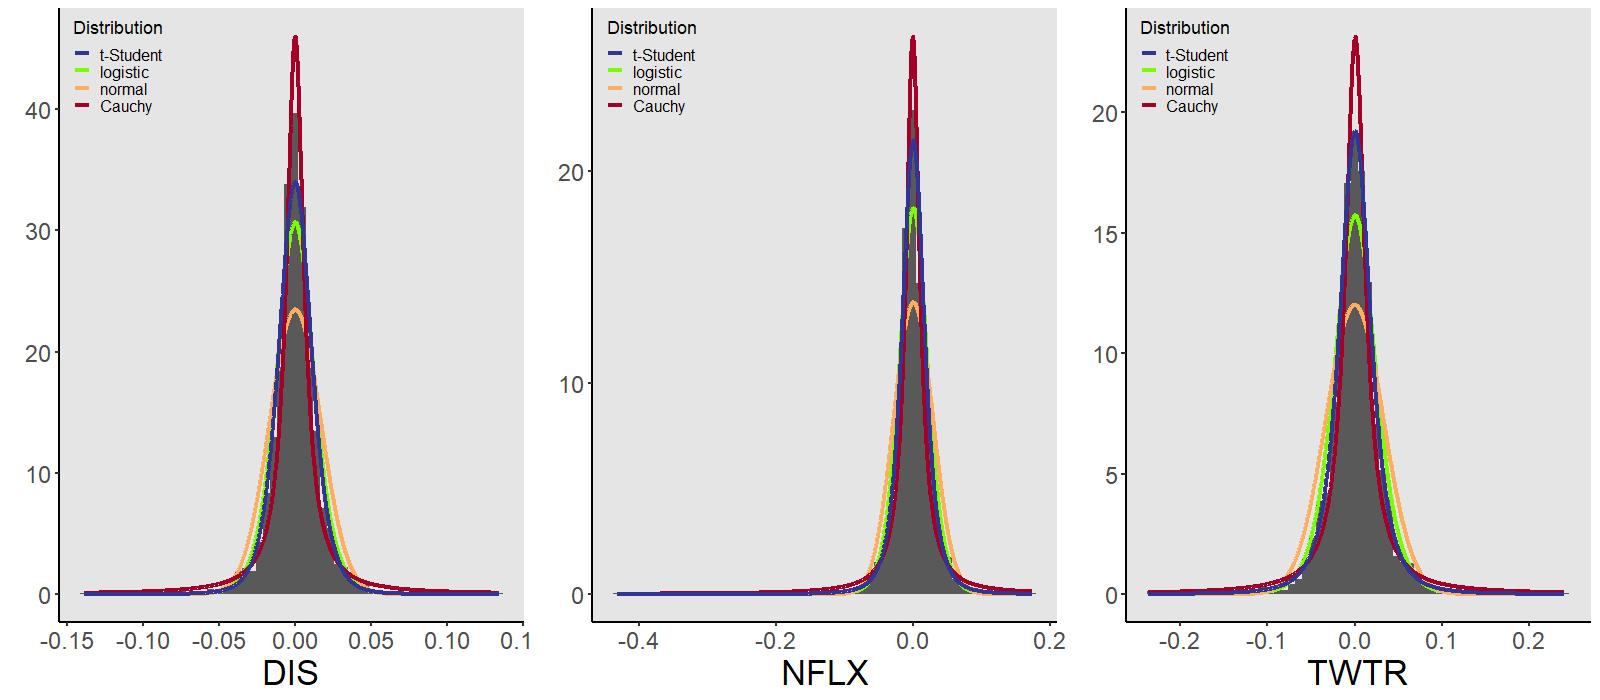 Distribution
t-Student
logistic
normal
Cauchy
40
30
20
10
0
-0.15 -0.10 -0.05 0.00 0.05 0.10 0.1
DIS
Distribution
t-Student
logistic
normal
Cauchy
20
10
0
-0.4 -0.2 0.0 0.2
NFLX
Distribution
t-Student
logistic
normal
Cauchy
20
15
10
5
0
-0.2 -0.1 0.0 0.1 0.2
TWTR